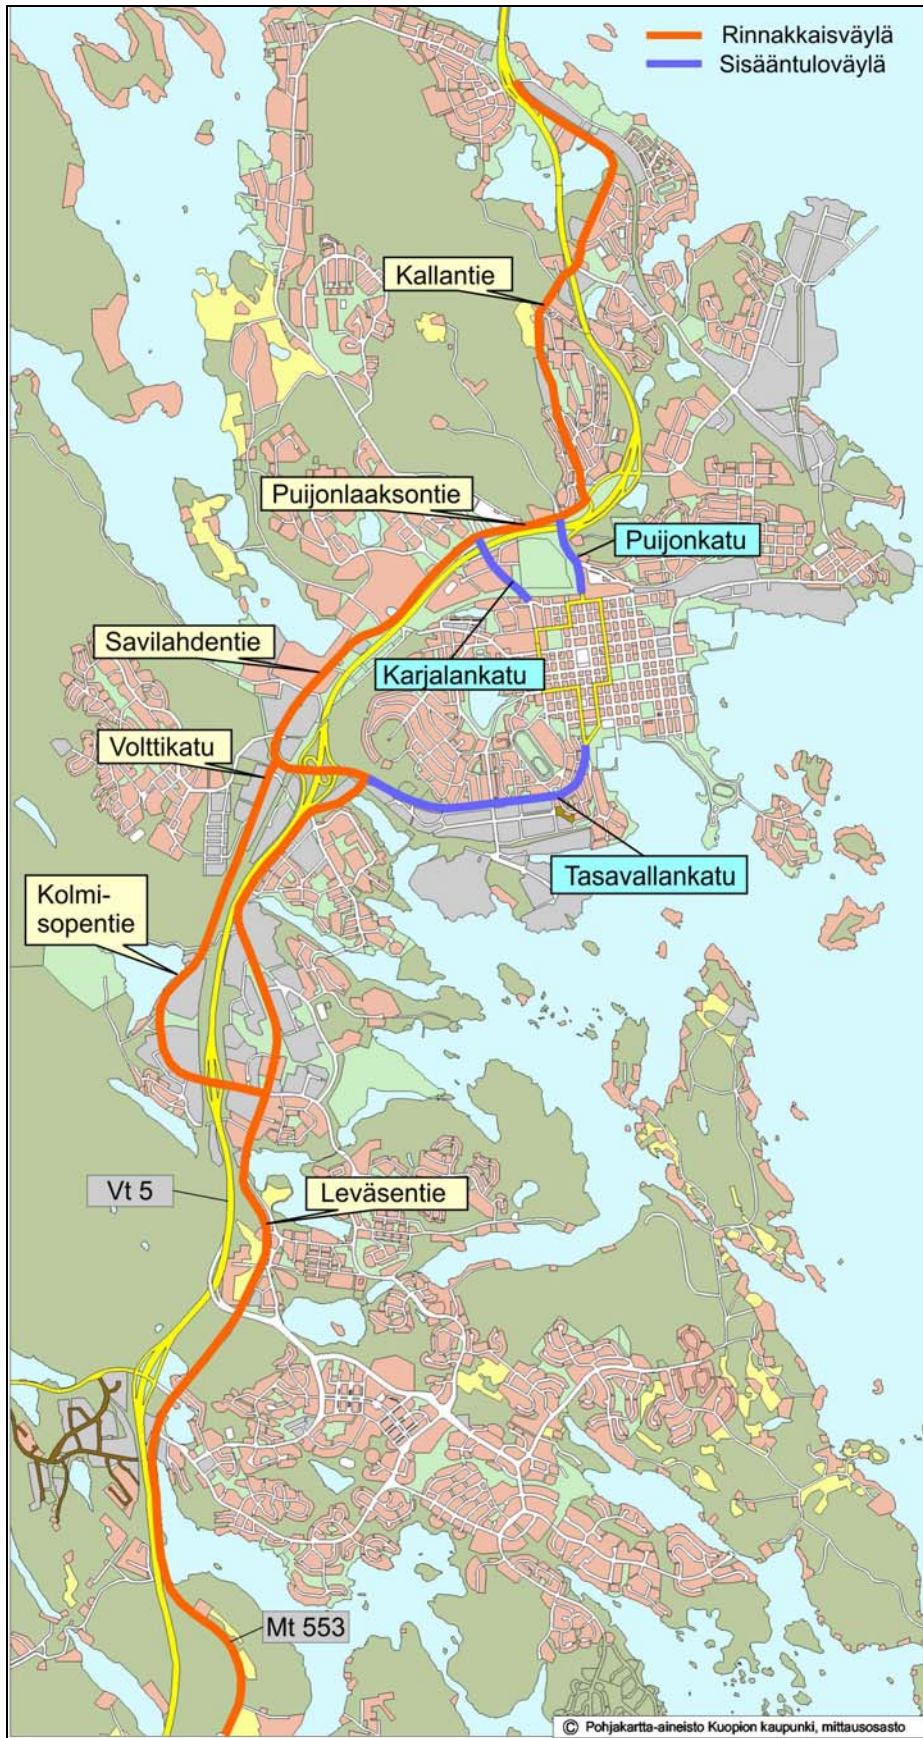 Rinnakkaisväylä
Sisääntuloväylä
Kallantie
Puijonlaaksontie
Puijonkatu
Savilahdentie
Karjalankatu
Volttikatu
Tasavallankatu
Kolmi-
sopentie
Vt 5
Leväsentie
Mt 553
© Pohjakartta-aineisto Kuopion kaupunki, mittausosasto